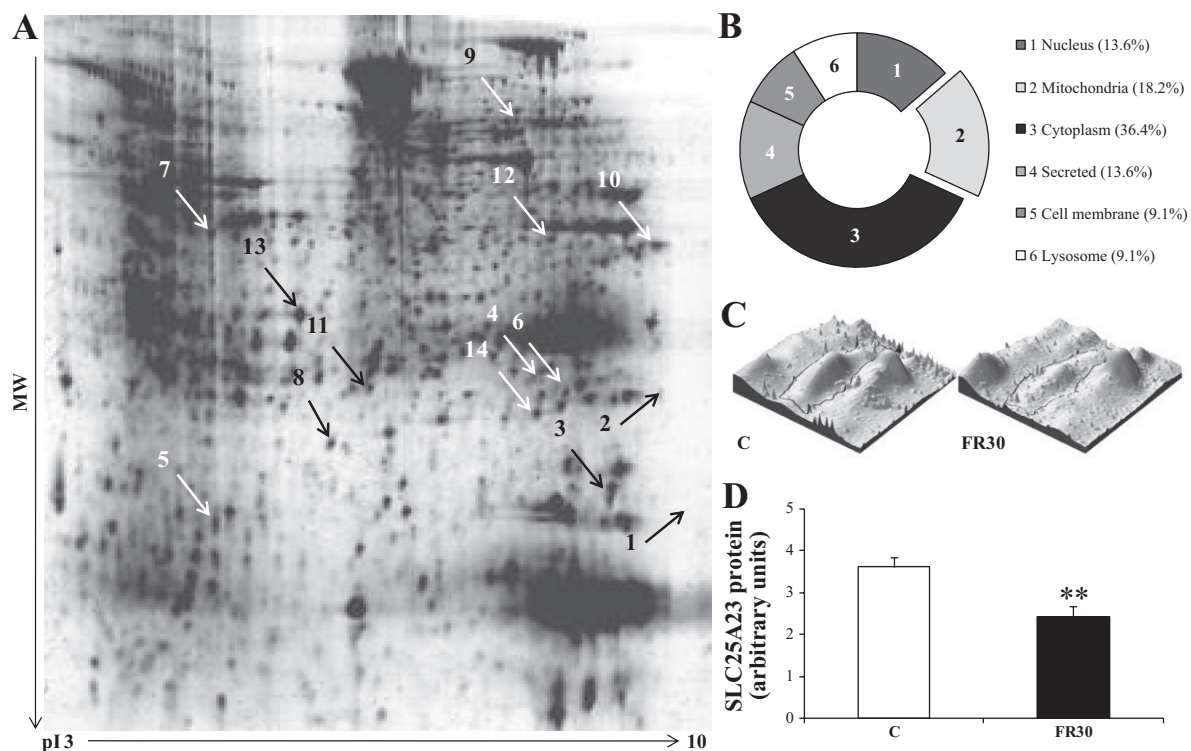 A
MW
9
7
12
10
13
11
4
6
14
8
2
3
5
1
pI 3
10
B
1
2
3
4
5
6
1 Nucleus (13.6%)
2 Mitochondria (18.2%)
3 Cytoplasm (36.4%)
4 Secreted (13.6%)
5 Cell membrane (9.1%)
6 Lysosome (9.1%)
C
C
FR30
D
SLC25A23 protein
(arbitrary units)
5
4
3
2
1
0
**
C
FR30